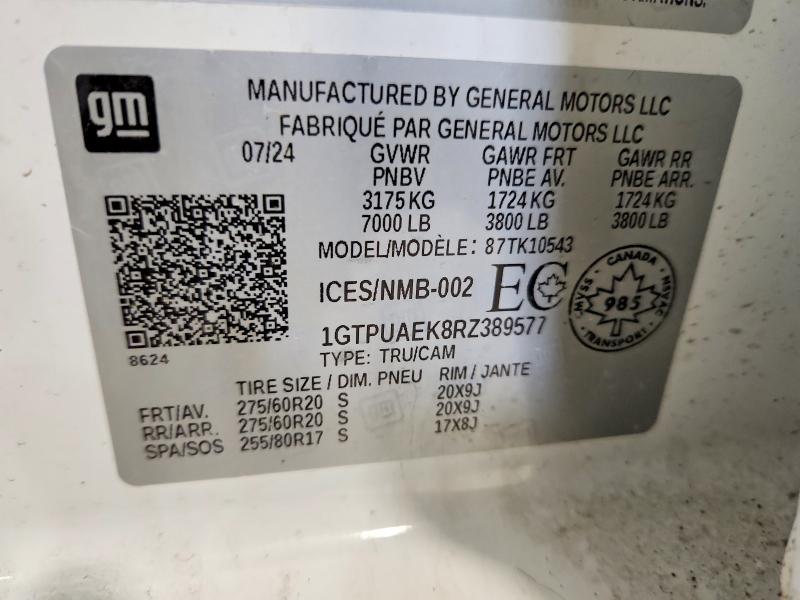 gm
MANUFACTURED BY GENERAL MOTORS LLC
FABRIQUÉ PAR GENERAL MOTORS LLC
07/24 GVWR GAWR FRT GAWR RR
PNBV PNBE AV. PNBE ARR.
3175 KG 1724 KG 1724 KG
7000 LB 3800 LB 3800 LB
MODEL/MODÈLE: 87TK10543
ICES/NMB-002 EC
CANADA
MVSS 985 NSVAC
TRANSPORT
1GTPUAEK8RZ389577
8624
TYPE: TRU/CAM
TIRE SIZE / DIM. PNEU RIM / JANTE
FRT/AV. 275/60R20 S 20X9J
RR/ARR. 275/60R20 S 20X9J
SPA/SOS 255/80R17 S 17X8J